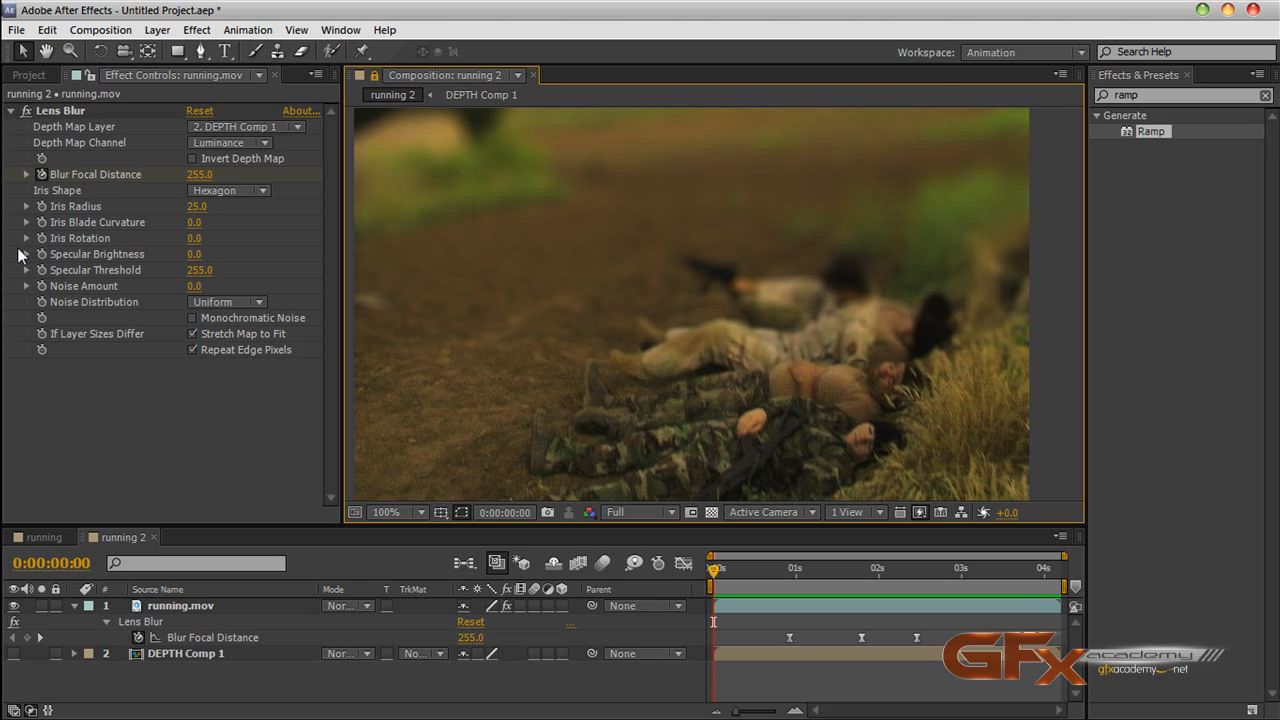 Adobe After Effects - Untitled Project.aep *
File Edit Composition Layer Effect Animation View Window Help
Workspace: Animation Search Help
Project Effect Controls: running.mov Composition: running 2 Effects & Presets
running 2 • running.mov running 2 DEPTH Comp 1 ramp
fx Lens Blur Reset About... Generate
Depth Map Layer 2. DEPTH Comp 1 Ramp
Depth Map Channel Luminance
Invert Depth Map
Blur Focal Distance 255.0
Iris Shape Hexagon
Iris Radius 25.0
Iris Blade Curvature 0.0
Iris Rotation 0.0
Specular Brightness 0.0
Specular Threshold 255.0
Noise Amount 0.0
Noise Distribution Uniform
Monochromatic Noise
If Layer Sizes Differ Stretch Map to Fit
Repeat Edge Pixels
100% 0:00:00:00 Full Active Camera 1 View +0.0
running running 2
0:00:00:00 01s 02s 03s 04s
# Source Name Mode T TrkMat fx Parent
1 running.mov Nor... fx None
fx Lens Blur Reset ...
Blur Focal Distance 255.0
2 DEPTH Comp 1 Nor... No... None
GFx academy
gfxacademy.net